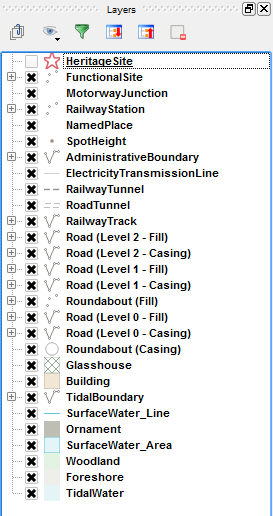 Layers
HeritageSite
FunctionalSite
MotorwayJunction
RailwayStation
NamedPlace
SpotHeight
AdministrativeBoundary
ElectricityTransmissionLine
RailwayTunnel
RoadTunnel
RailwayTrack
Road (Level 2 - Fill)
Road (Level 2 - Casing)
Road (Level 1 - Fill)
Road (Level 1 - Casing)
Roundabout (Fill)
Road (Level 0 - Fill)
Road (Level 0 - Casing)
Roundabout (Casing)
Glasshouse
Building
TidalBoundary
SurfaceWater_Line
Ornament
SurfaceWater_Area
Woodland
Foreshore
TidalWater